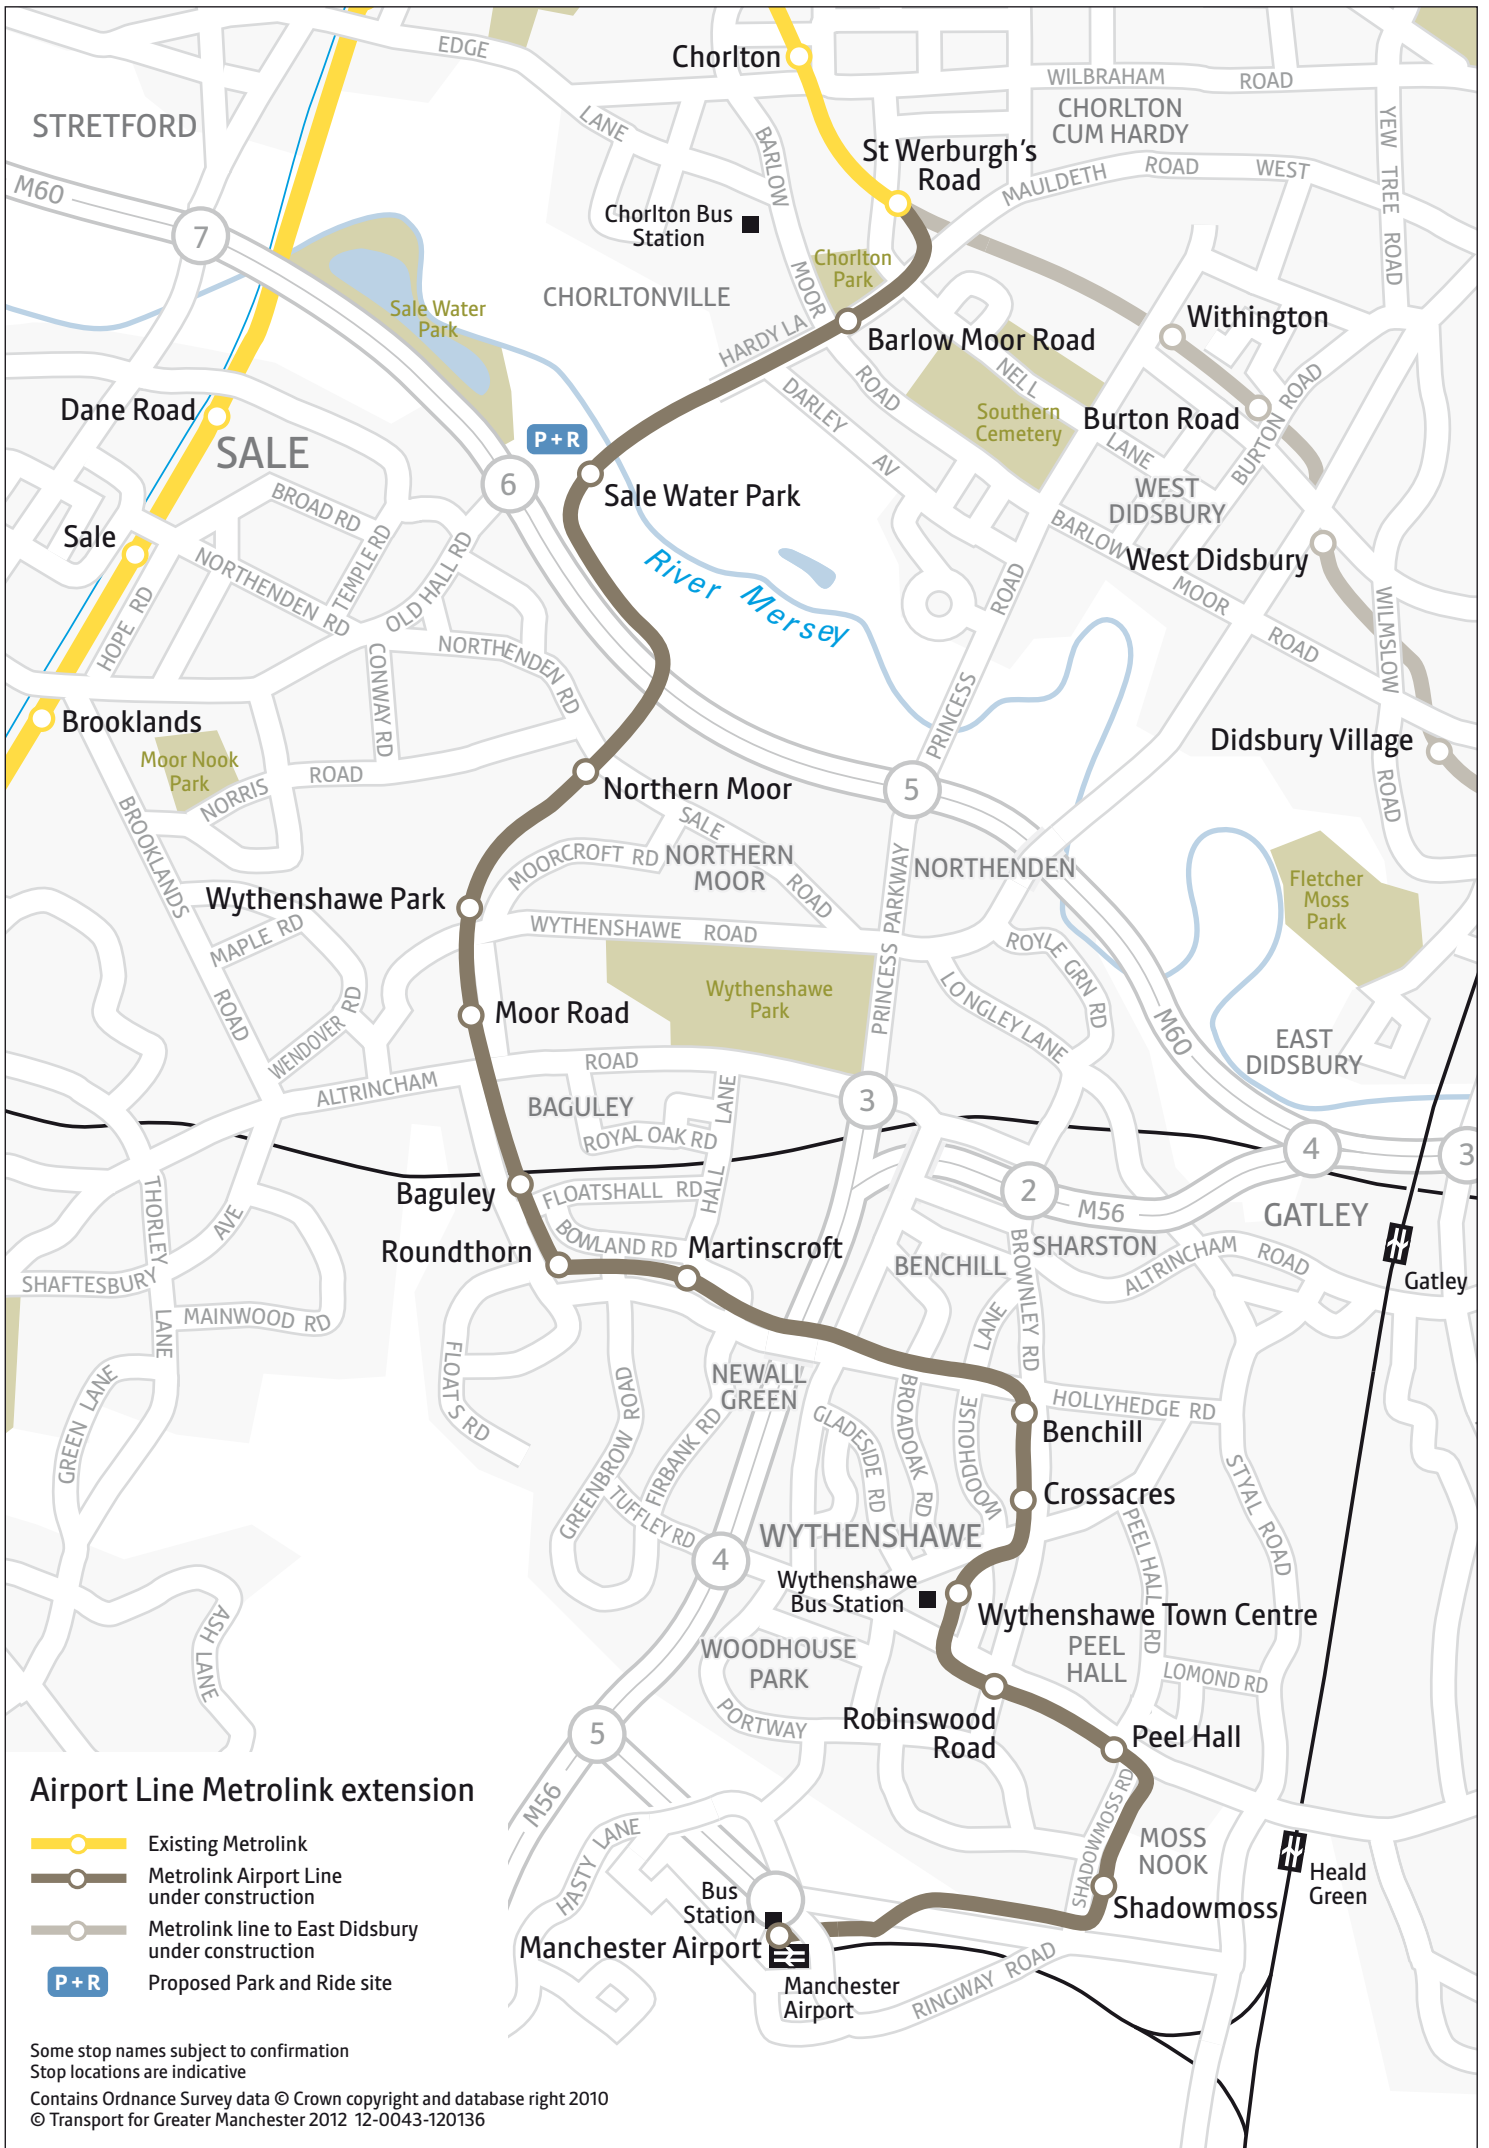 EDGE
LANE
Chorlton
WILBRAHAM ROAD
CHORLTON
CUM HARDY
STRETFORD
M60
7
BARLOW
MOOR
ROAD
St Werburgh's
Road
MAULDETH ROAD WEST
YEW TREE ROAD
Chorlton Bus
Station
Chorlton
Park
CHORLTONVILLE
Sale Water
Park
HARDY LA
Barlow Moor Road
Withington
NELL
LANE
Southern
Cemetery
Burton Road
BURTON ROAD
DARLEY AV
Dane Road
SALE
P+R
6
Sale Water Park
WEST
DIDSBURY
BROAD RD
TEMPLE RD
OLD HALL RD
Sale
NORTHENDEN RD
HOPE RD
River Mersey
BARLOW MOOR ROAD
West Didsbury
WILMSLOW
ROAD
PRINCESS
ROAD
CONWAY RD
NORTHENDEN RD
Brooklands
Moor Nook
Park
NORRIS ROAD
Didsbury Village
Northern Moor
5
BROOKLANDS
ROAD
SALE
ROAD
MOORCROFT RD
NORTHERN
MOOR
PRINCESS PARKWAY
NORTHENDEN
Fletcher
Moss
Park
Wythenshawe Park
MAPLE RD
WYTHENSHAWE ROAD
ROYLE GRN RD
LONGLEY LANE
Wythenshawe
Park
WENDOVER RD
Moor Road
M60
EAST
DIDSBURY
ALTRINCHAM
ROAD
3
BAGULEY
ROYAL OAK RD
HALL LANE
4
3
2
M56
THORLEY
LANE
AVE
Baguley
FLOATSHALL RD
BOWLAND RD
GATLEY
Roundthorn
Martinscroft
BENCHILL
SHARSTON
ALTRINCHAM ROAD
BROWNLEY RD
Gatley
SHAFTESBURY
MAINWOOD RD
FLOATS RD
GREENBROW ROAD
NEWALL
GREEN
FIRBANK RD
GLADESIDE RD
BROADOAK RD
WOODHOUSE
LANE
HOLLYHEDGE RD
Benchill
GREEN LANE
TUFFLEY RD
Crossacres
STYAL ROAD
PEEL HALL RD
4
WYTHENSHAWE
Wythenshawe
Bus Station
Wythenshawe Town Centre
ASH LANE
WOODHOUSE
PARK
PEEL
HALL
LOMOND RD
PORTWAY
Robinswood
Road
Peel Hall
5
M56
HASTY LANE
SHADOWMOSS RD
MOSS
NOOK
Heald
Green
Shadowmoss
Bus
Station
Manchester Airport
Manchester
Airport
RINGWAY ROAD
Airport Line Metrolink extension
Existing Metrolink
Metrolink Airport Line
under construction
Metrolink line to East Didsbury
under construction
P+R Proposed Park and Ride site
Some stop names subject to confirmation
Stop locations are indicative
Contains Ordnance Survey data © Crown copyright and database right 2010
© Transport for Greater Manchester 2012 12-0043-120136